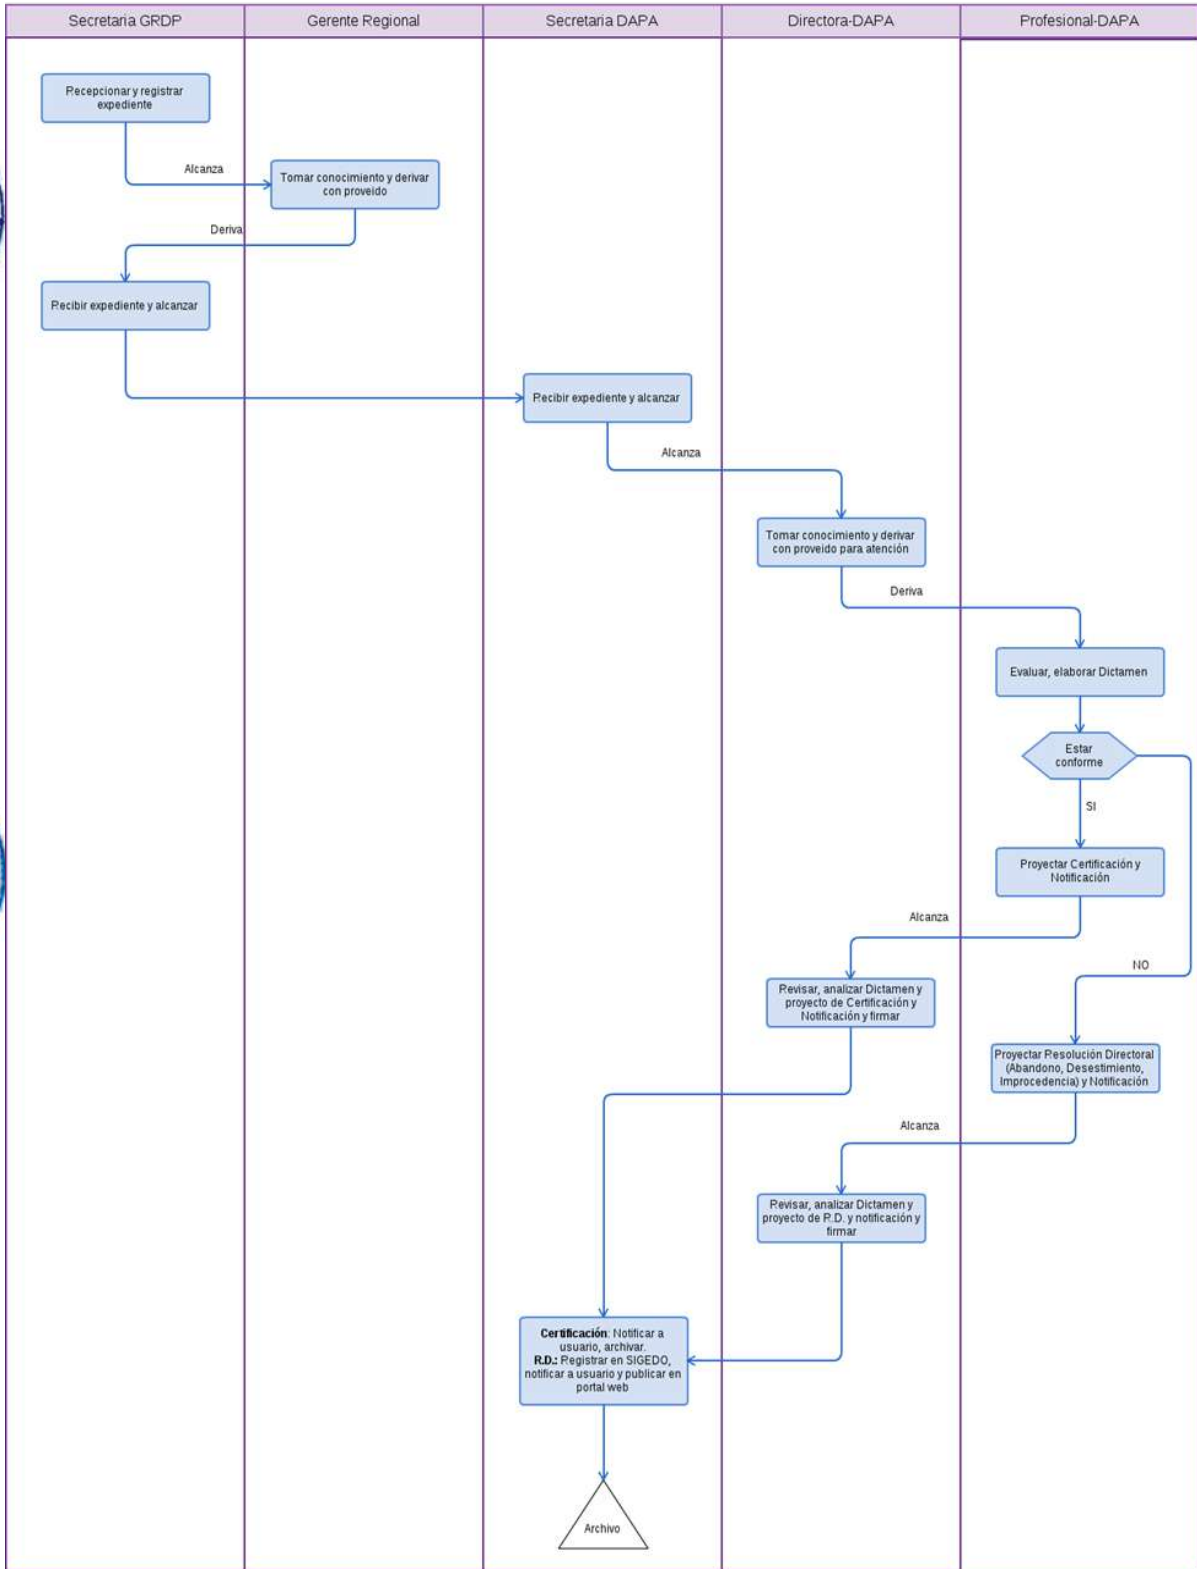 Secretaria GRDP
Gerente Regional
Secretaria DAPA
Directora-DAPA
Profesional-DAPA
Recepcionar y registrar
expediente
Alcanza
Tomar conocimiento y derivar
con proveido
Deriva
Recibir expediente y alcanzar
Recibir expediente y alcanzar
Alcanza
Tomar conocimiento y derivar
con proveido para atención
Deriva
Evaluar, elaborar Dictamen
Estar
conforme
SI
Proyectar Certificación y
Notificación
Alcanza
NO
Revisar, analizar Dictamen y
proyecto de Certificación y
Notificación y firmar
Proyectar Resolución Directoral
(Abandono, Desestimiento,
Improcedencia) y Notificación
Alcanza
Revisar, analizar Dictamen y
proyecto de R.D. y notificación y
firmar
Certificación: Notificar a
usuario, archivar.
R.D.: Registrar en SIGEDO,
notificar a usuario y publicar en
portal web
Archivo